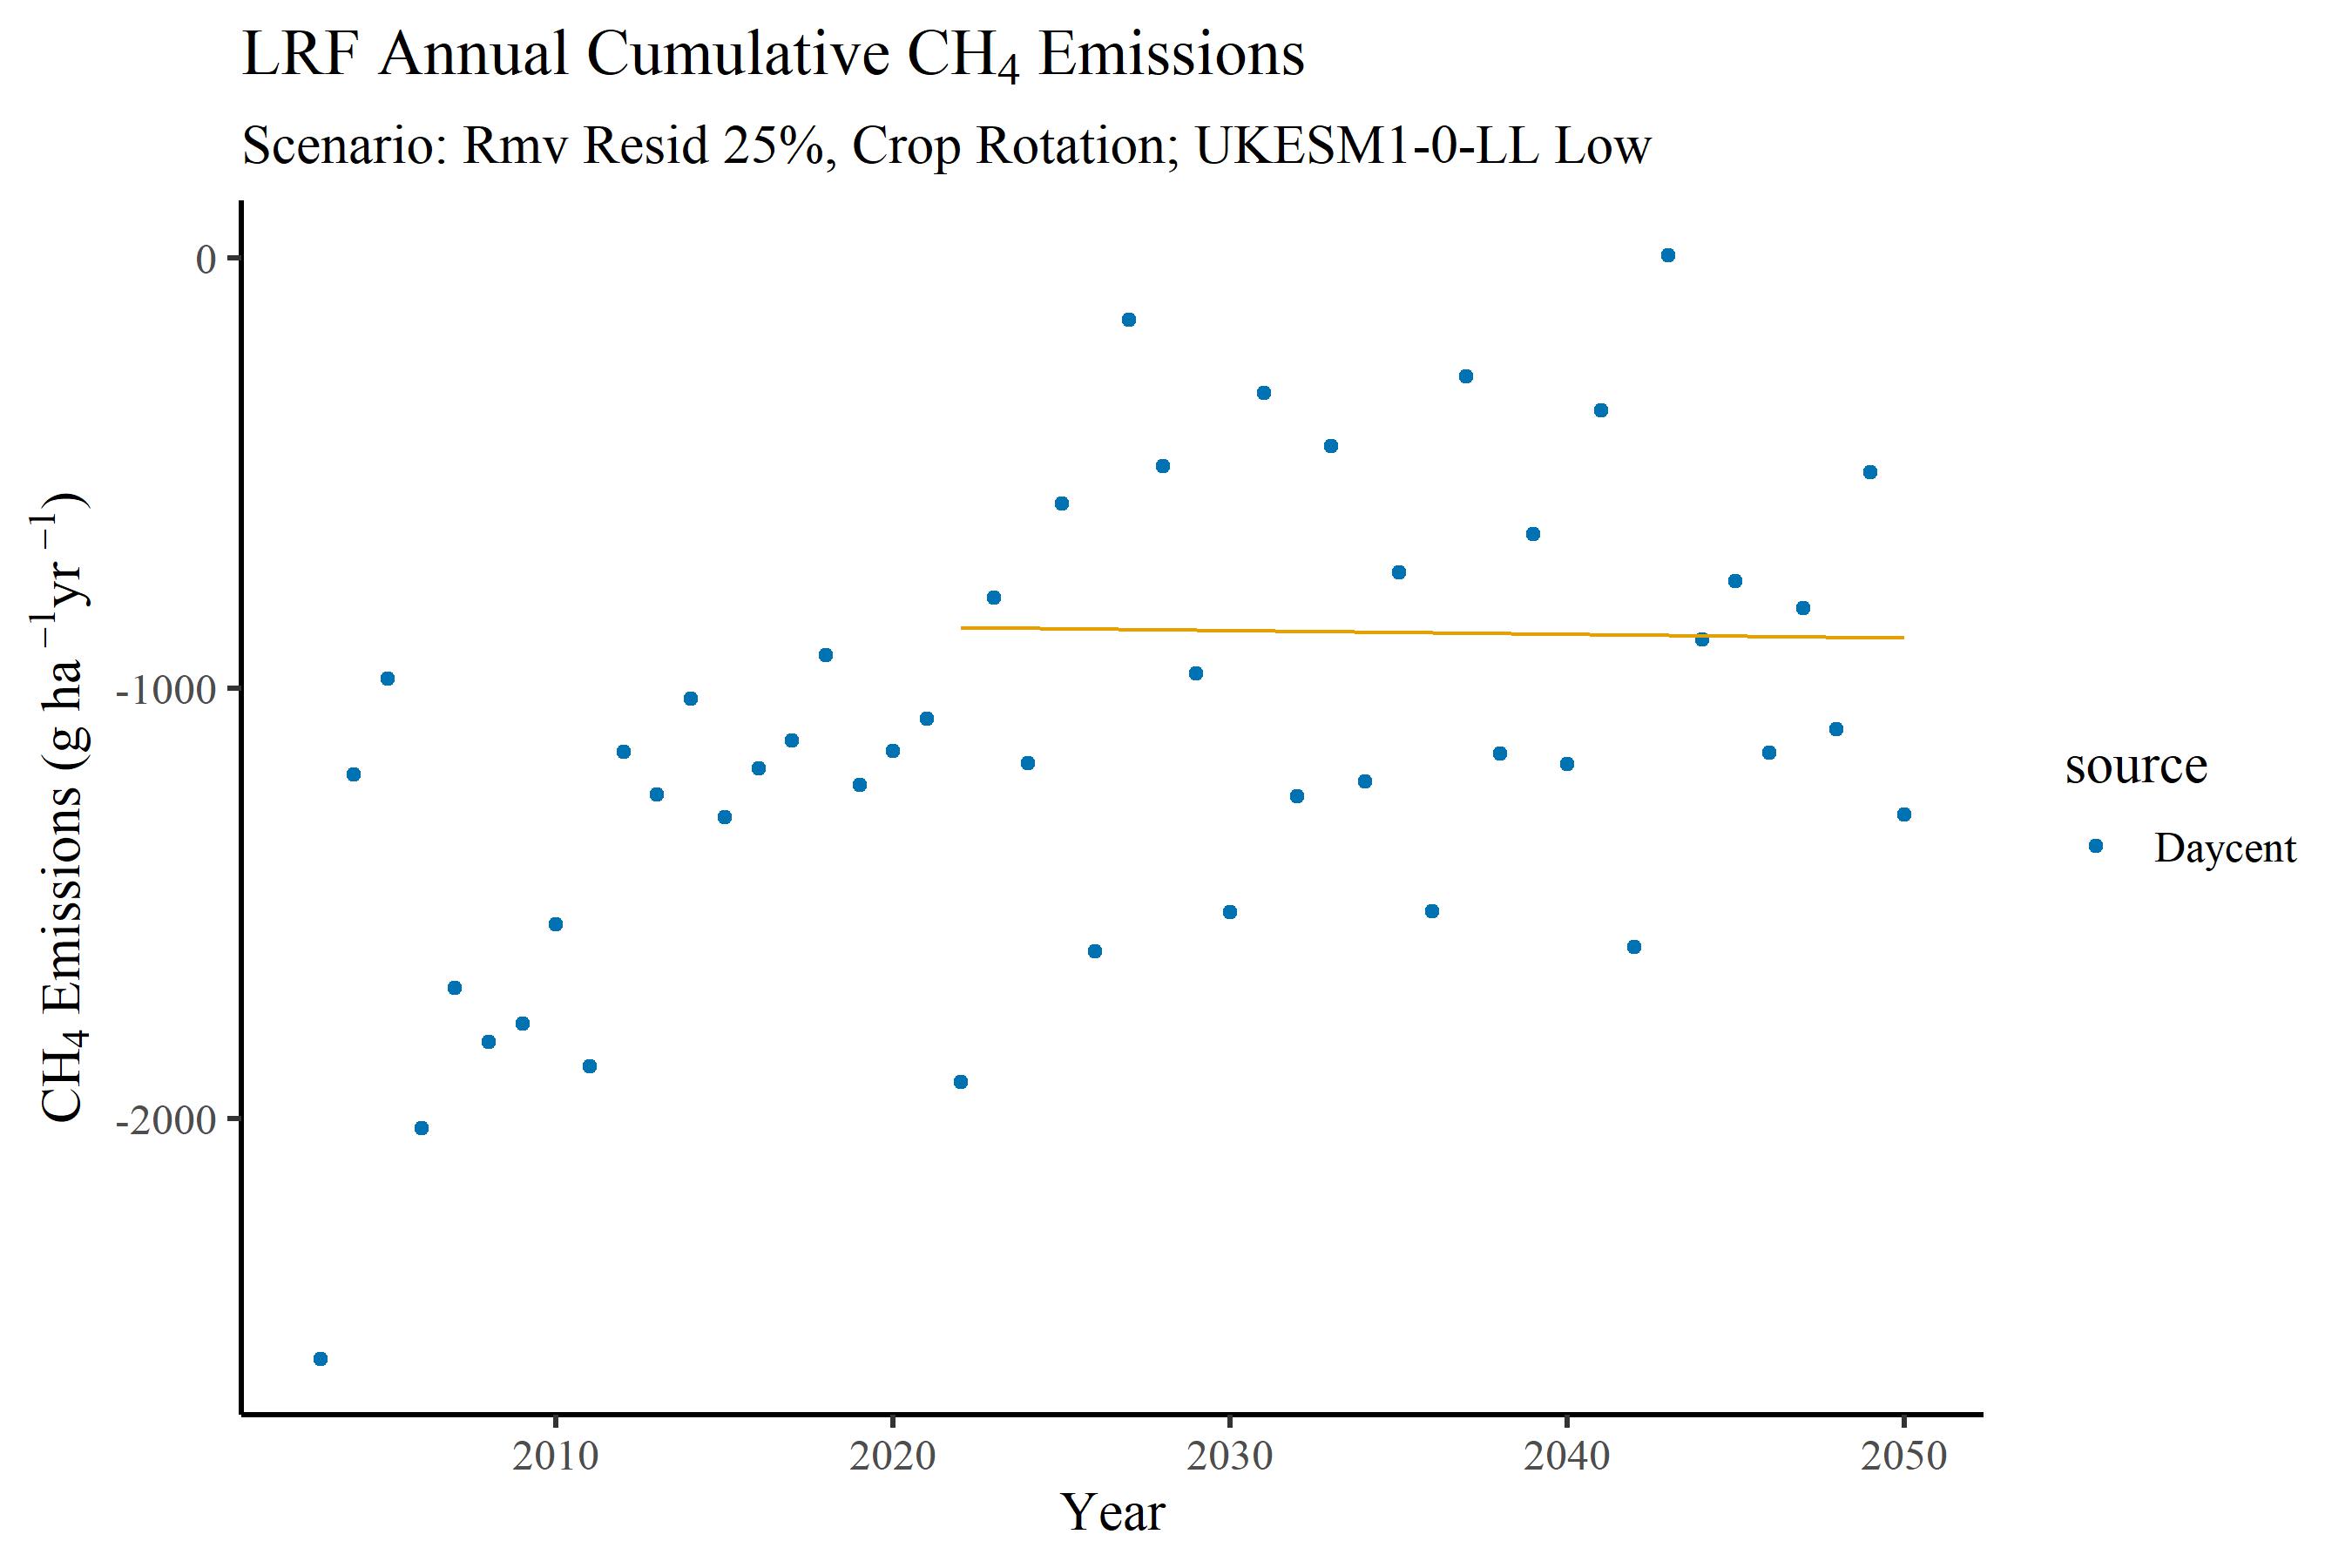 LRF Annual Cumulative CH₄ Emissions
Scenario: Rmv Resid 25%, Crop Rotation; UKESM1-0-LL Low
CH₄ Emissions (g ha ⁻¹yr ⁻¹)
0
-1000
-2000
2010
2020
2030
2040
2050
Year
source
Daycent